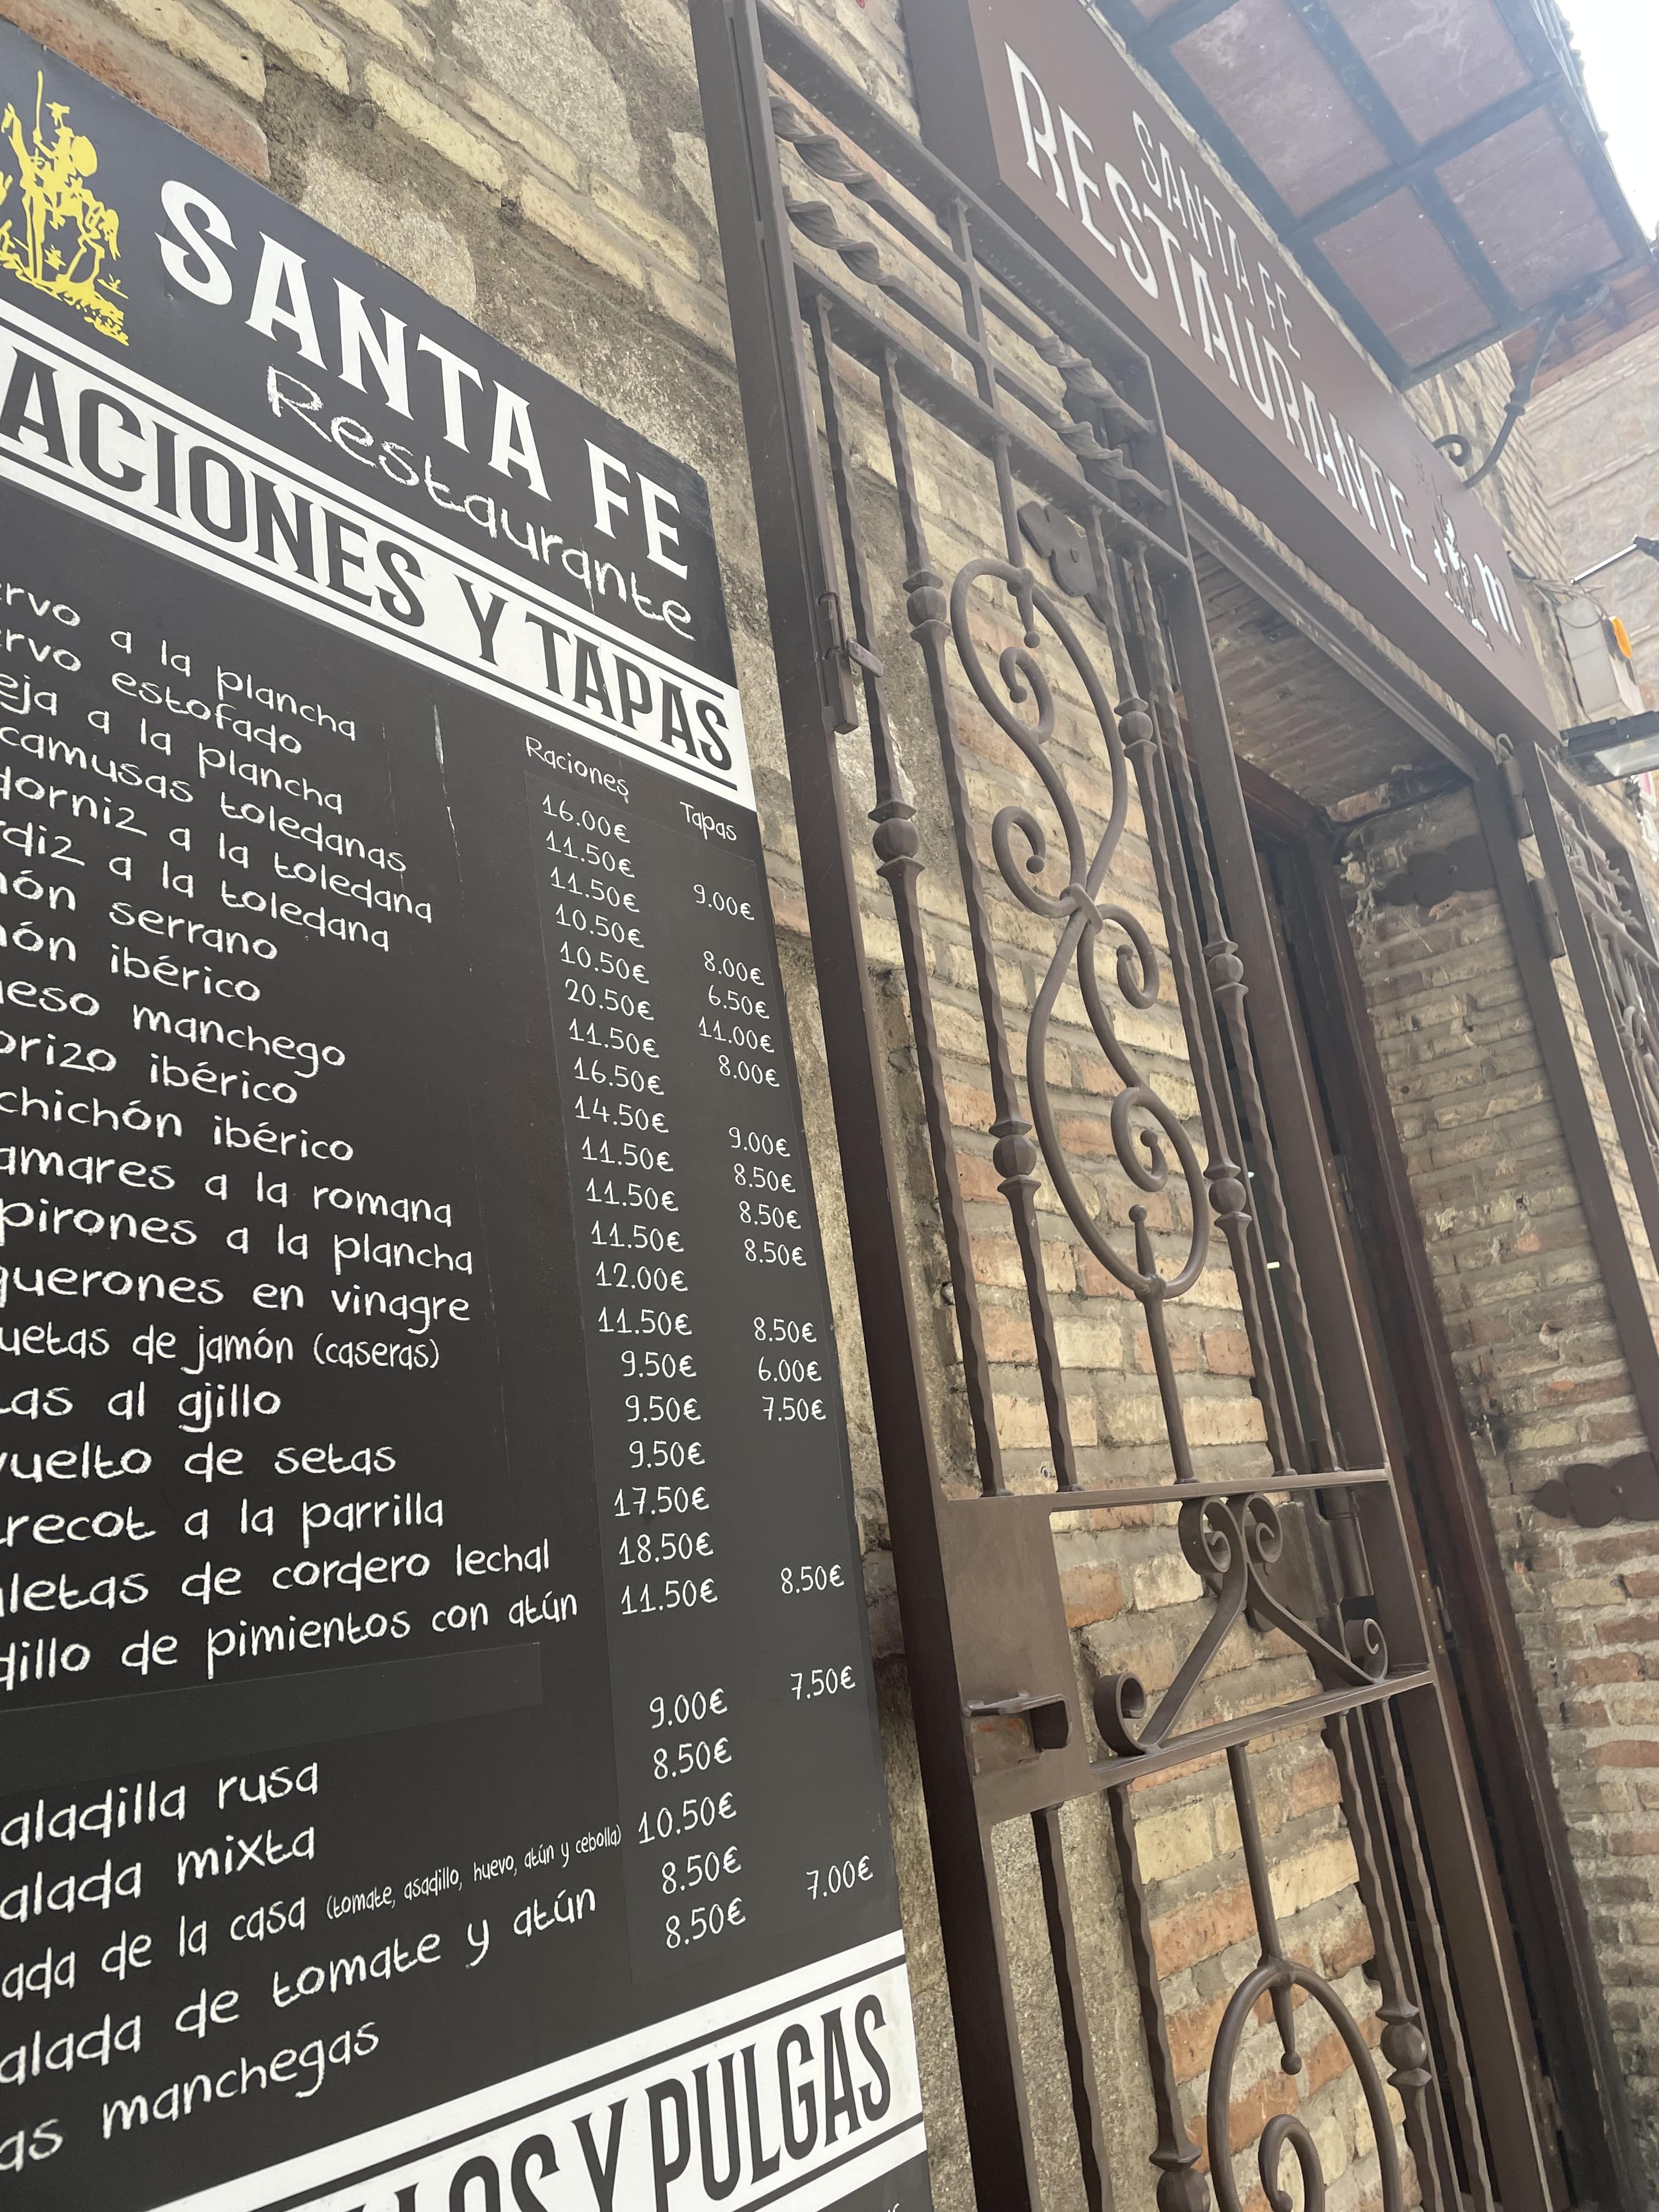 SANTA FE
Restaurante
ACIONES Y TAPAS
Raciones Tapas
ervo a la plancha 16.00€
ervo estofado 11.50€ 9.00€
eja a la plancha 11.50€
camusas toledanas 10.50€ 8.00€
dorniz a la toledana 10.50€ 6.50€
rdiz a la toledana 20.50€ 11.00€
món serrano 11.50€ 8.00€
món ibérico 16.50€
ueso manchego 14.50€ 9.00€
orizo ibérico 11.50€ 8.50€
chichón ibérico 11.50€ 8.50€
amares a la romana 11.50€ 8.50€
pirones a la plancha 12.00€
querones en vinagre 11.50€ 8.50€
uetas de jamón (caseras) 9.50€ 6.00€
tas al ajillo 9.50€ 7.50€
vuelto de setas 9.50€
trecot a la parrilla 17.50€
uletas de cordero lechal 18.50€
dillo de pimientos con atún 11.50€ 8.50€
aladilla rusa 9.00€ 7.50€
alada mixta 8.50€
ada de la casa (tomate, asadillo, huevo, atún y cebolla) 10.50€
alada de tomate y atún 8.50€
as manchegas 8.50€ 7.00€
LLOS Y PULGAS
SANTA FE
RESTAURANTE
m